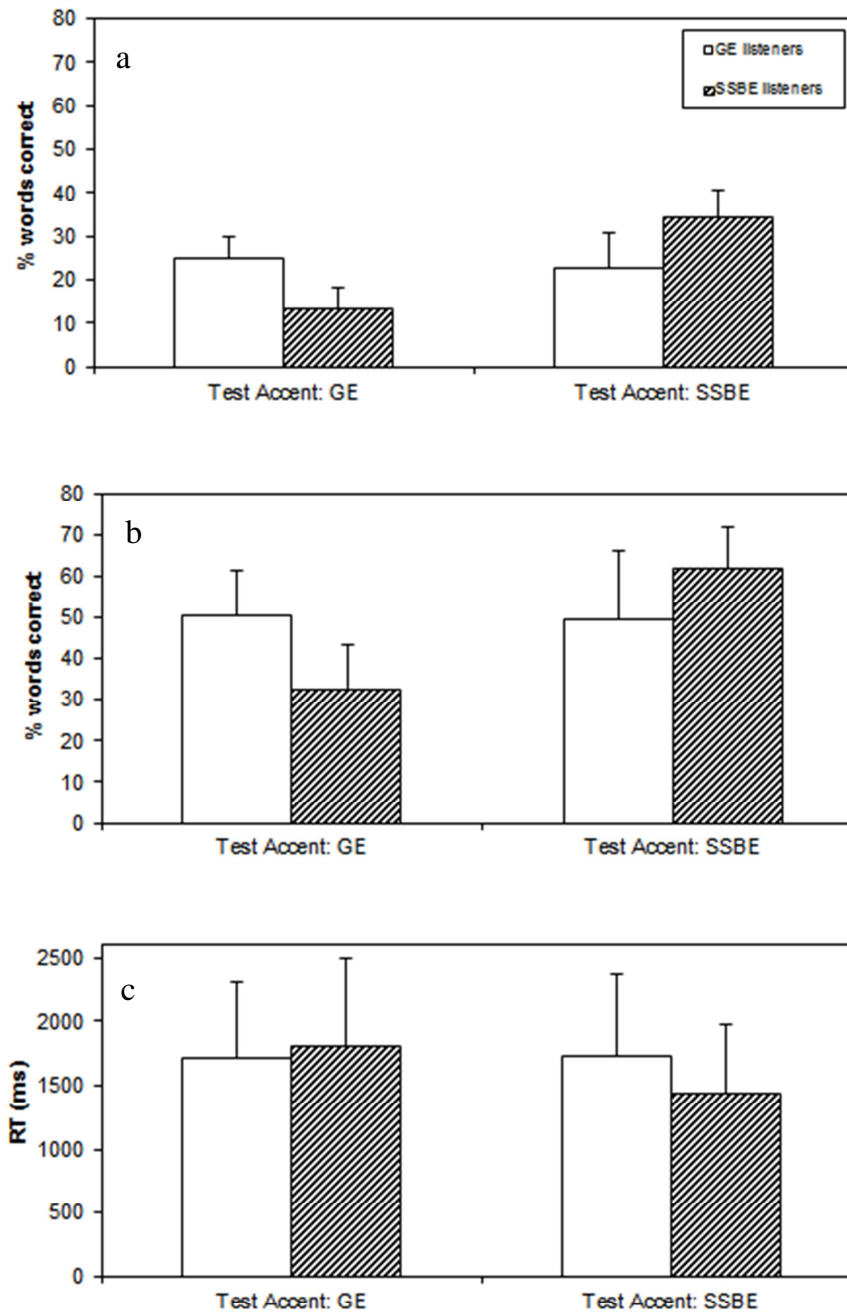 80
70
60
50
40
30
20
10
0
% words correct
a
GE listeners
SSBE listeners
Test Accent: GE Test Accent: SSBE
80
70
60
50
40
30
20
10
0
% words correct
b
Test Accent: GE Test Accent: SSBE
2500
2000
1500
1000
500
0
RT (ms)
c
Test Accent: GE Test Accent: SSBE